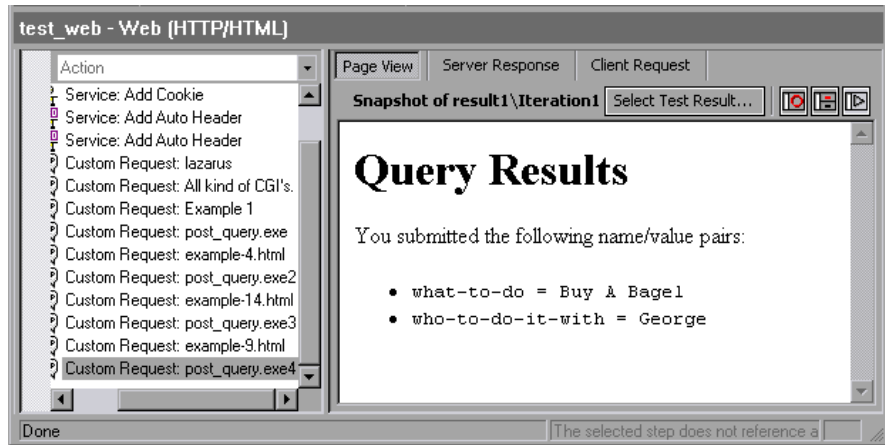 test_web - Web (HTTP/HTML)
Action
Service: Add Cookie
Service: Add Auto Header
Service: Add Auto Header
Custom Request: lazarus
Custom Request: All kind of CGI's.
Custom Request: Example 1
Custom Request: post_query.exe
Custom Request: example-4.html
Custom Request: post_query.exe2
Custom Request: example-14.html
Custom Request: post_query.exe3
Custom Request: example-9.html
Custom Request: post_query.exe4
Page View Server Response Client Request
Snapshot of result1\Iteration1 Select Test Result...
Query Results
You submitted the following name/value pairs:
• what-to-do = Buy A Bagel
• who-to-do-it-with = George
Done
The selected step does not reference a